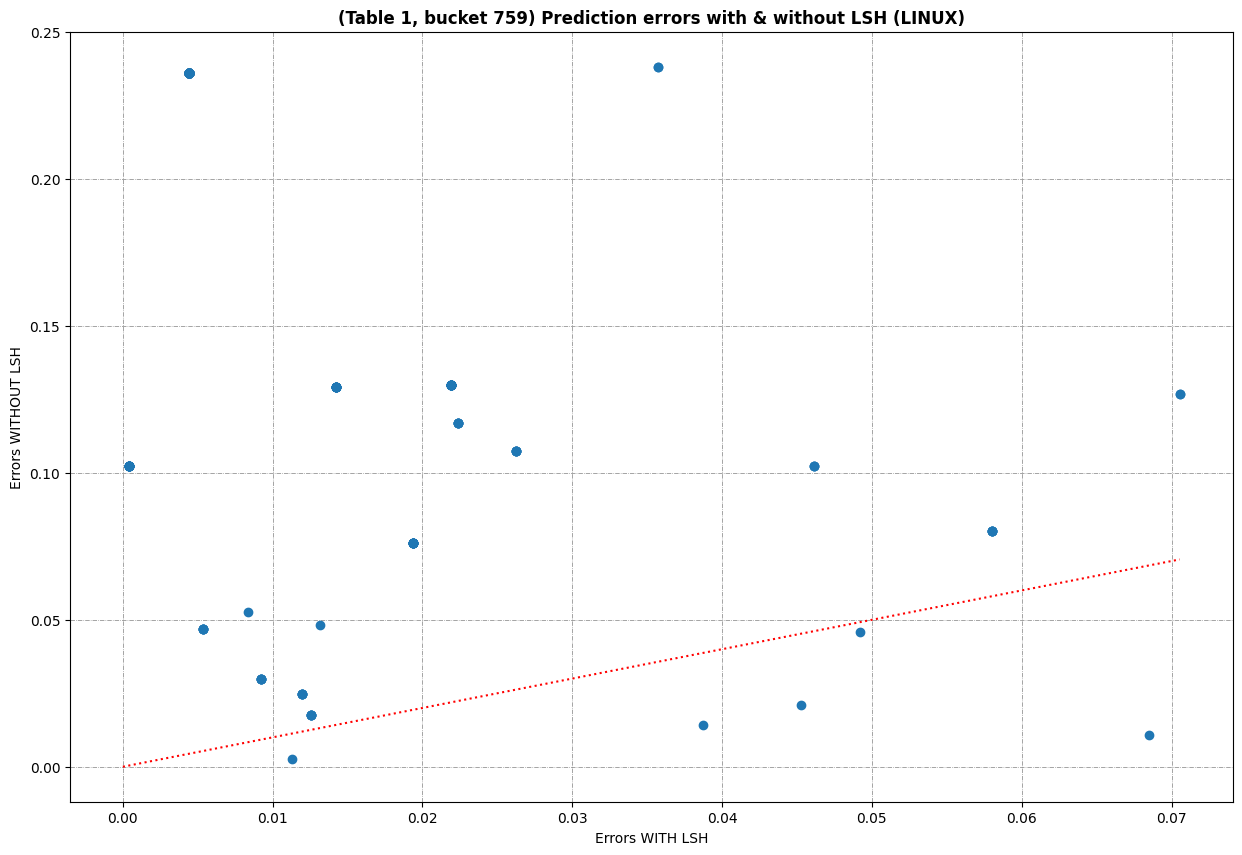 (Table 1, bucket 759) Prediction errors with & without LSH (LINUX)
0.25
0.20
0.15
0.10
0.05
0.00
Errors WITHOUT LSH
0.00 0.01 0.02 0.03 0.04 0.05 0.06 0.07
Errors WITH LSH